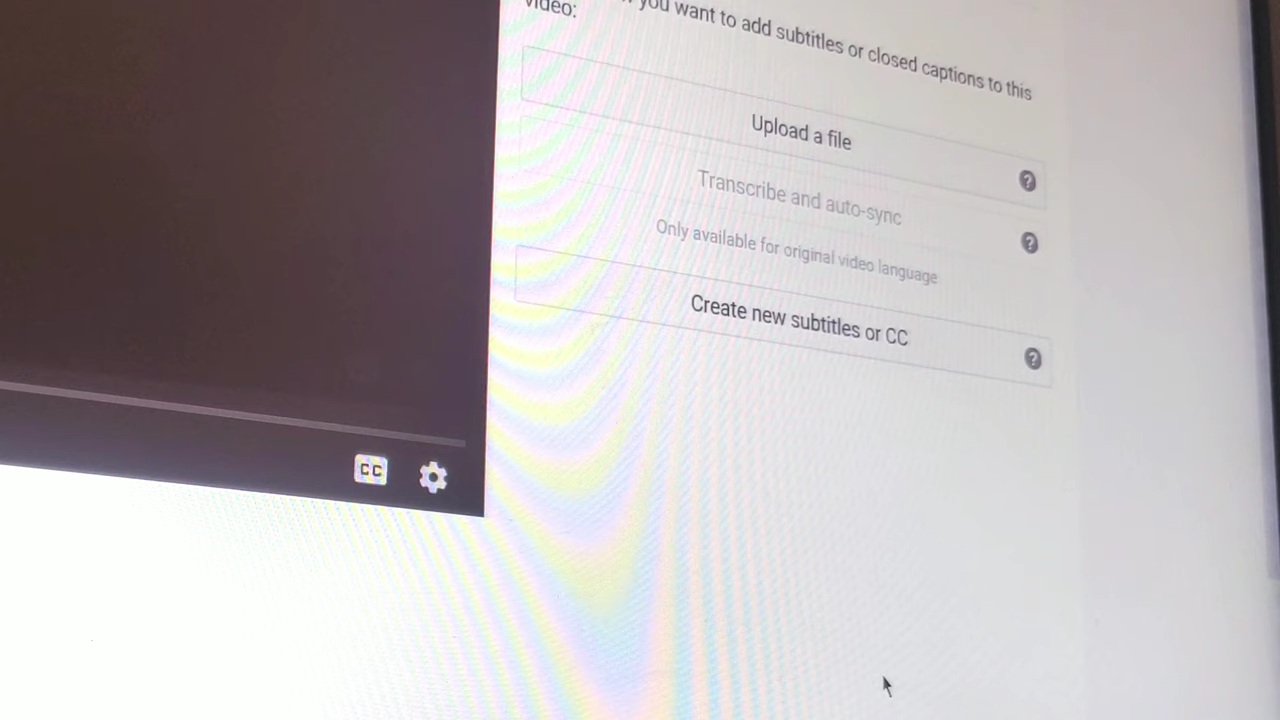 you want to add subtitles or closed captions to this
video:
Upload a file
Transcribe and auto-sync
Only available for original video language
Create new subtitles or CC
CC